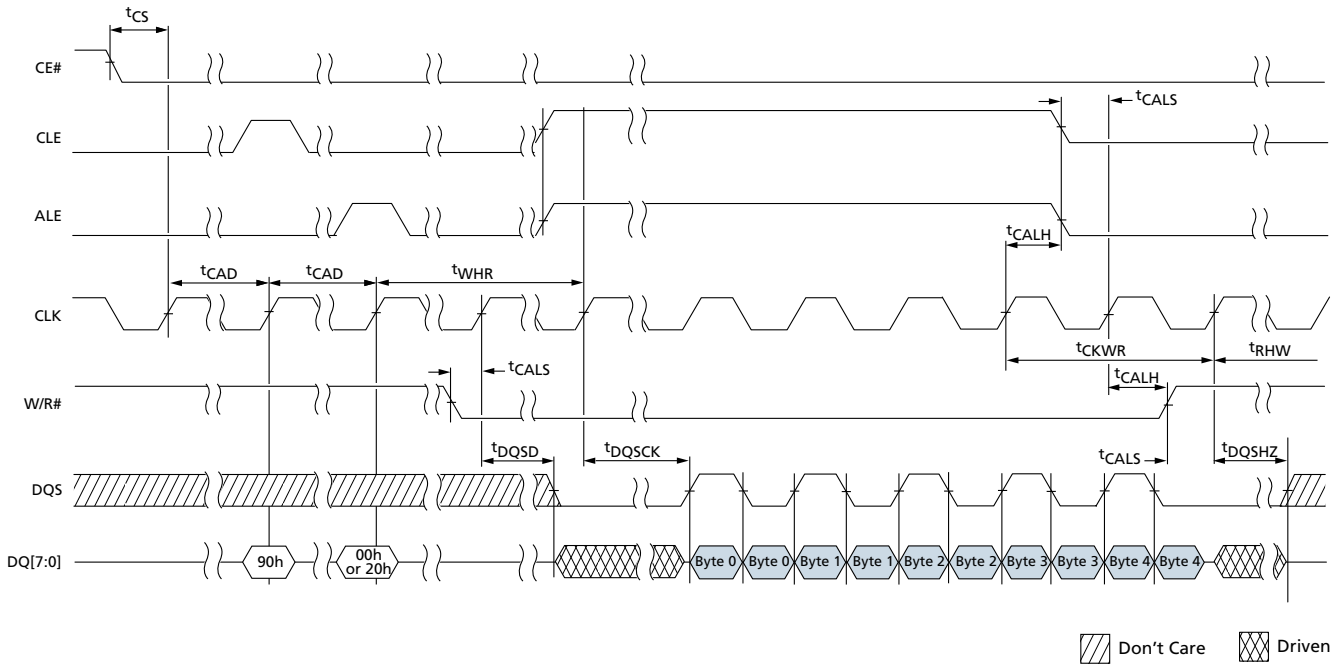 tCS
CE#
tCALS
CLE
ALE
tCALH
tCAD tCAD tWHR
CLK
tCKWR tRHW
tCALS tCALH
W/R#
tDQSD tDQSCK tCALS tDQSHZ
DQS
DQ[7:0] 90h 00h or 20h Byte 0 Byte 0 Byte 1 Byte 1 Byte 2 Byte 2 Byte 3 Byte 3 Byte 4 Byte 4
Don't Care Driven